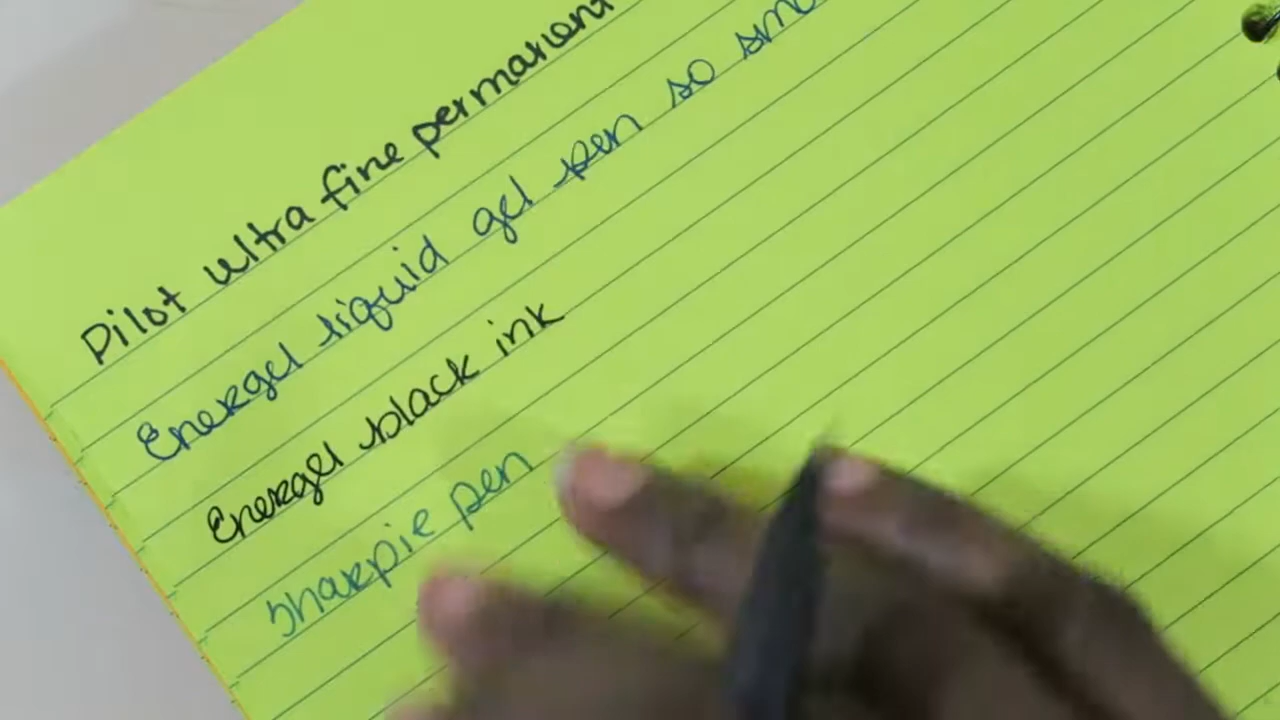 Pilot ultra fine permanent
Energel liquid gel pen so
Energel black ink
sharpie pen